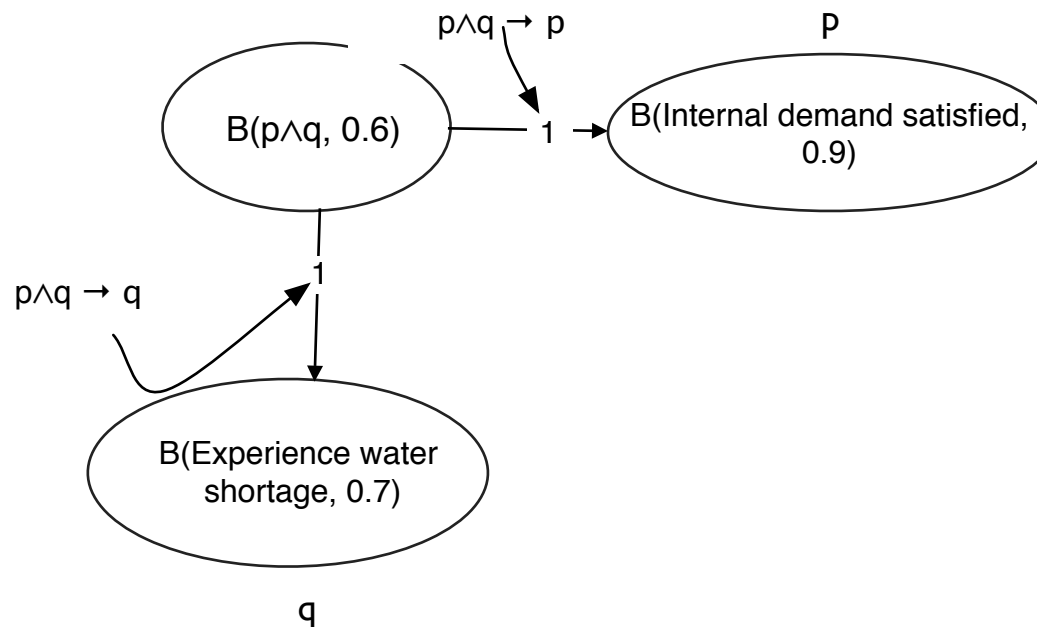 p∧q → p
p
B(p∧q, 0.6)
1
B(Internal demand satisfied,
0.9)
1
p∧q → q
B(Experience water
shortage, 0.7)
q